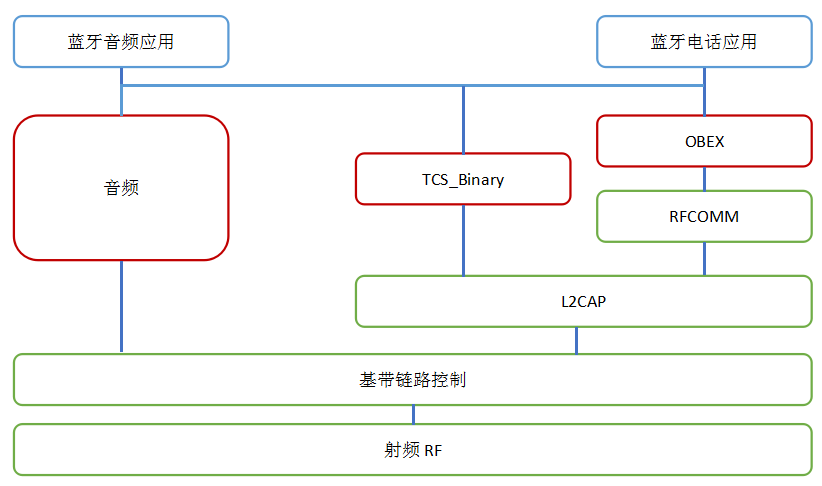 蓝牙音频应用
蓝牙电话应用
音频
OBEX
TCS_Binary
RFCOMM
L2CAP
基带链路控制
射频 RF